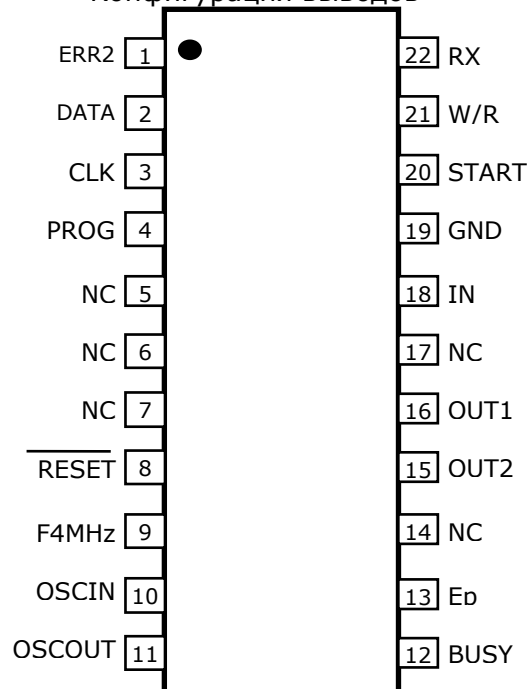 Конфигурация выводов
ERR2 1 22 RX
DATA 2 21 W/R
CLK 3 20 START
PROG 4 19 GND
NC 5 18 IN
NC 6 17 NC
NC 7 16 OUT1
RESET 8 15 OUT2
F4MHz 9 14 NC
OSCIN 10 13 Ep
OSCOUT 11 12 BUSY